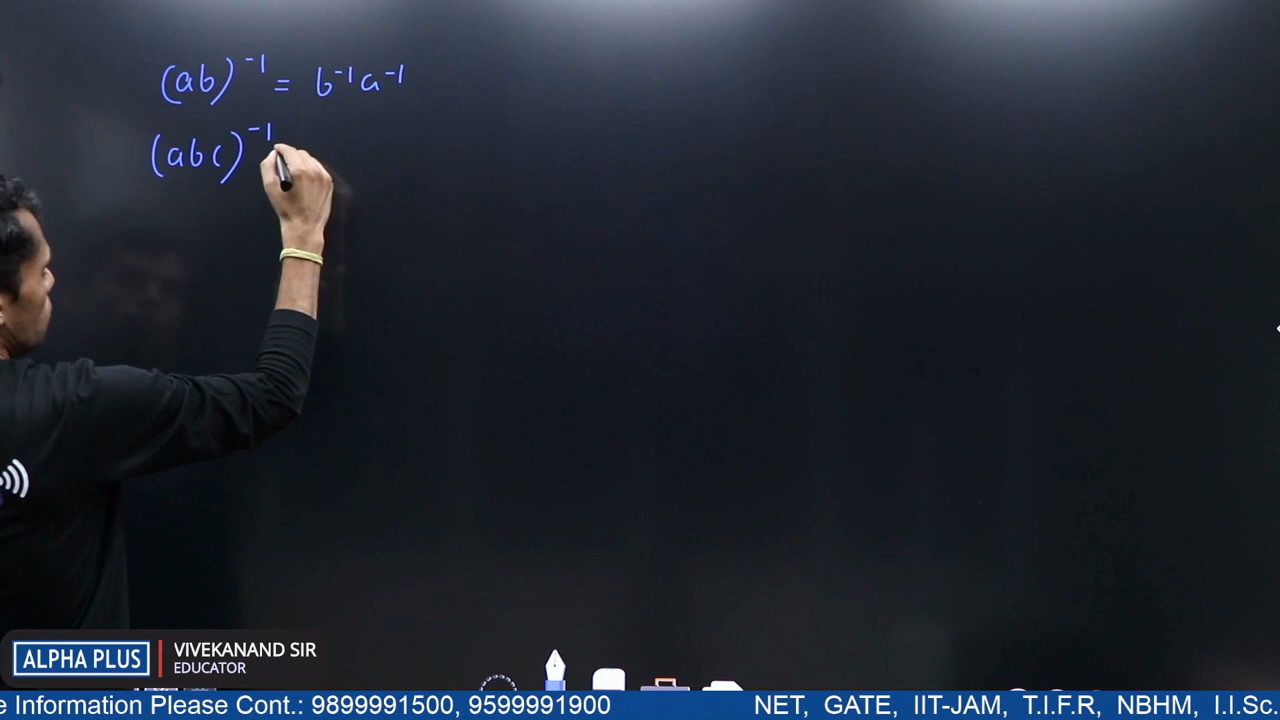 (ab)⁻¹ = b⁻¹a⁻¹
(abc)⁻¹
ALPHA PLUS
VIVEKANAND SIR
EDUCATOR
e Information Please Cont.: 9899991500, 9599991900 NET, GATE, IIT-JAM, T.I.F.R, NBHM, I.I.Sc.